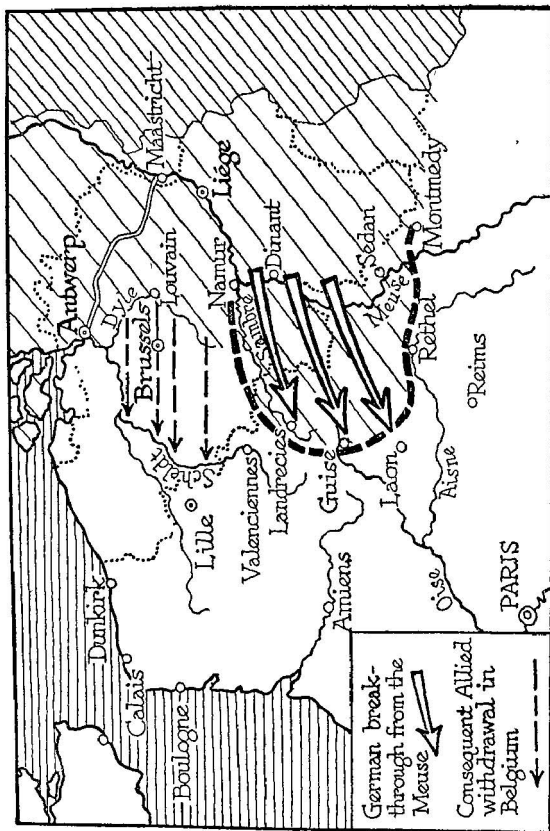 Antwerp
Maastricht
Dyle
Louvain
Brussels
Liége
Scheldt
Lille
Dunkirk
Calais
Boulogne
Namur
Dinant
Sambre
Valenciennes
Landrecies
Guise
Sedan
Meuse
Montmedy
Rethel
Laon
Reims
Aisne
Amiens
Oise
PARIS
German break-
through from the
Meuse
Consequent Allied
withdrawal in
Belgium